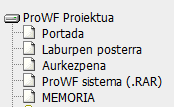 ProWF Proiektua
Portada
Laburpen posterra
Aurkezpena
ProWF sistema (.RAR)
MEMORIA